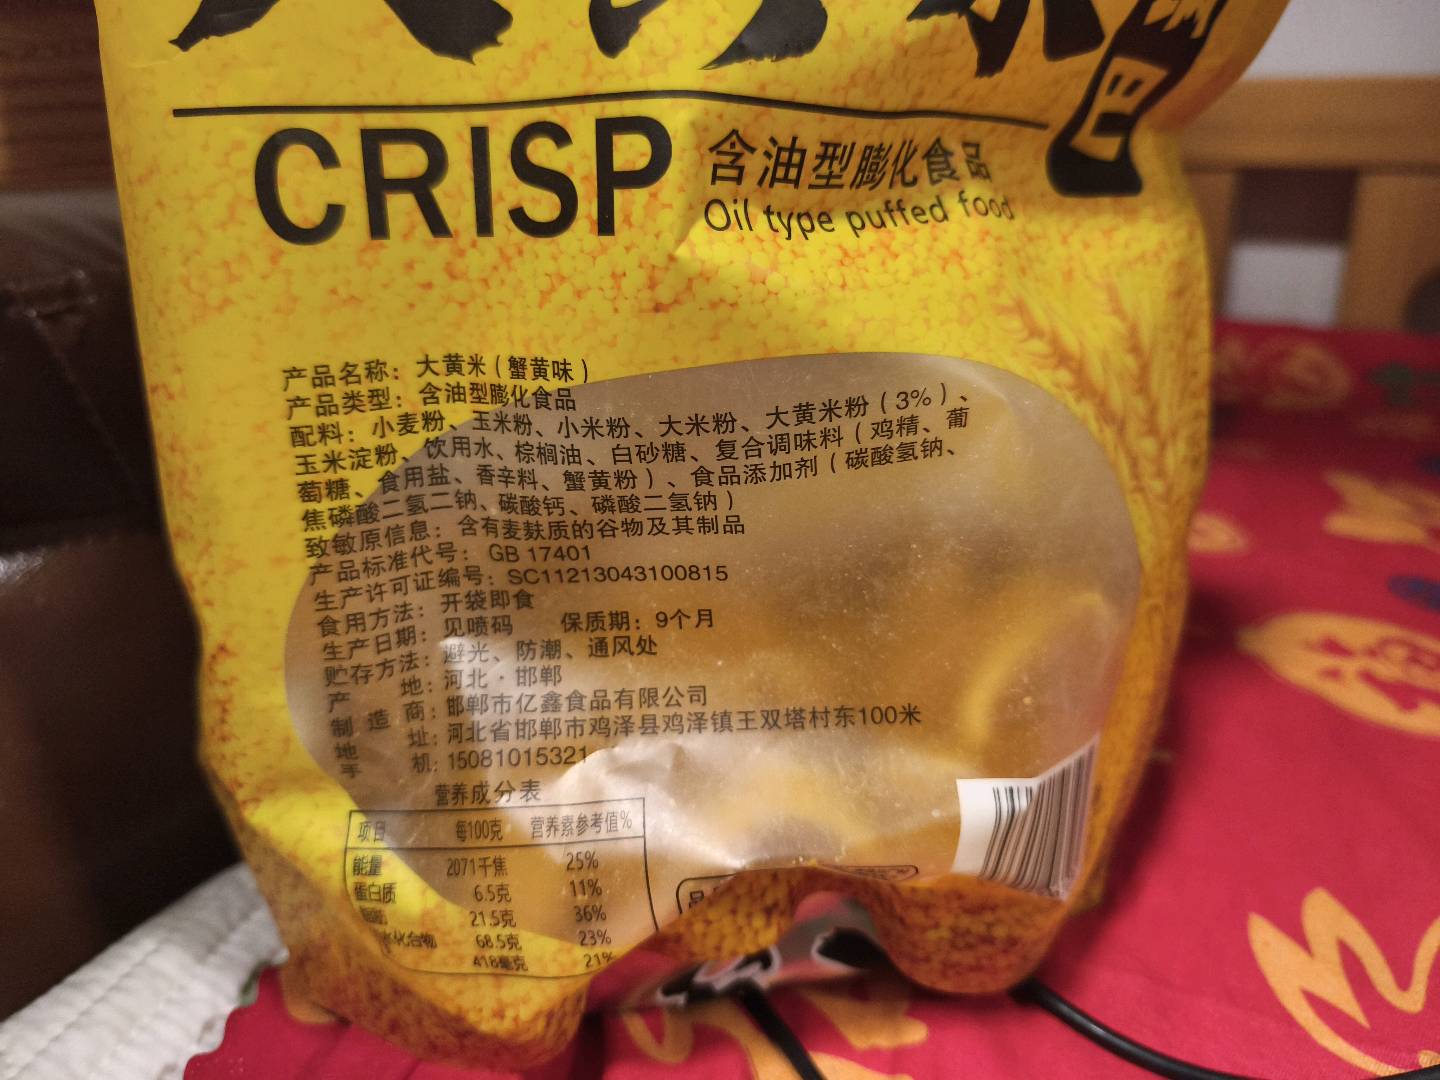 CRISP
含油型膨化食品
Oil type puffed food
产品名称：大黄米（蟹黄味）
产品类型：含油型膨化食品
配料：小麦粉、玉米粉、小米粉、大米粉、大黄米粉（3%）、
玉米淀粉、饮用水、棕榈油、白砂糖、复合调味料（鸡精、葡
萄糖、食用盐、香辛料、蟹黄粉）、食品添加剂（碳酸氢钠、
焦磷酸二氢二钠、碳酸钙、磷酸二氢钠）
致敏原信息：含有麦麸质的谷物及其制品
产品标准代号：GB 17401
生产许可证编号：SC11213043100815
食用方法：开袋即食
生产日期：见喷码 保质期：9个月
贮存方法：避光、防潮、通风处
产 地：河北·邯郸
制 造 商：邯郸市亿鑫食品有限公司
地 址：河北省邯郸市鸡泽县鸡泽镇王双塔村东100米
手 机：15081015321
营养成分表
项目 每100克 营养素参考值%
能量 2071千焦 25%
蛋白质 6.5克 11%
21.5克 36%
水化合物 68.5克 23%
418毫克 21%